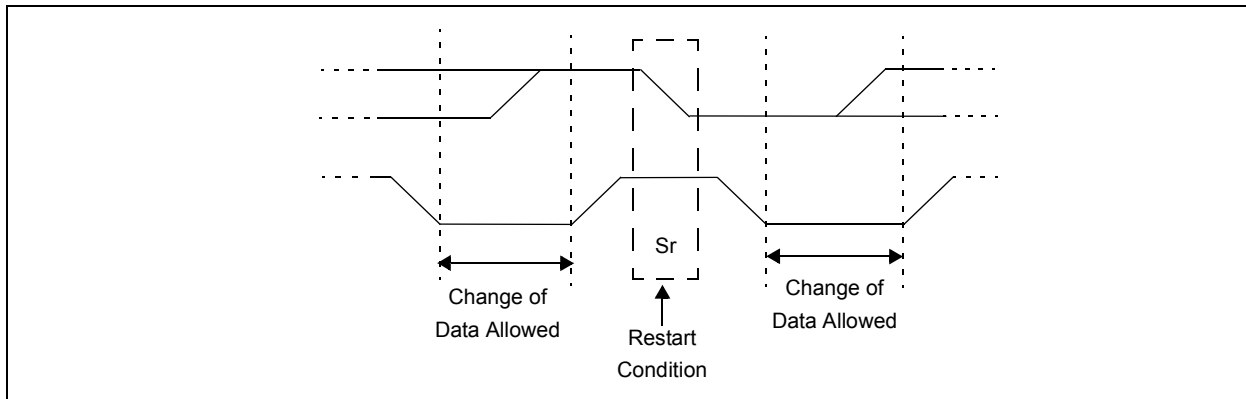 Sr
Change of
Data Allowed
Restart
Condition
Change of
Data Allowed